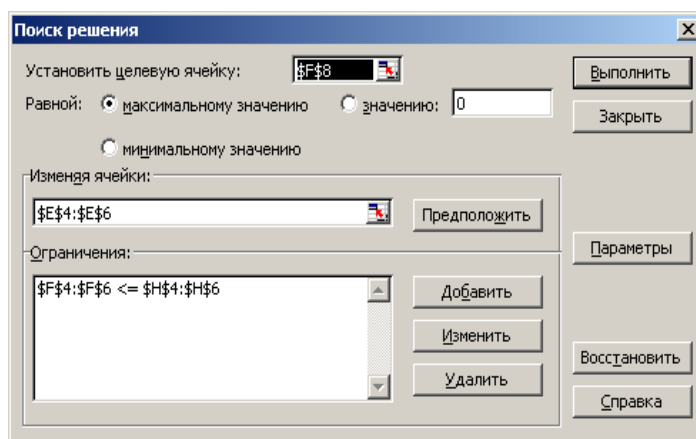 Поиск решения
Установить целевую ячейку: $F$8 Выполнить
Равной: максимальному значению значению: 0 Закрыть
минимальному значению
Изменяя ячейки:
$E$4:$E$6 Предположить
Ограничения: Параметры
$F$4:$F$6 <= $H$4:$H$6 Добавить
Изменить
Восстановить
Удалить
Справка